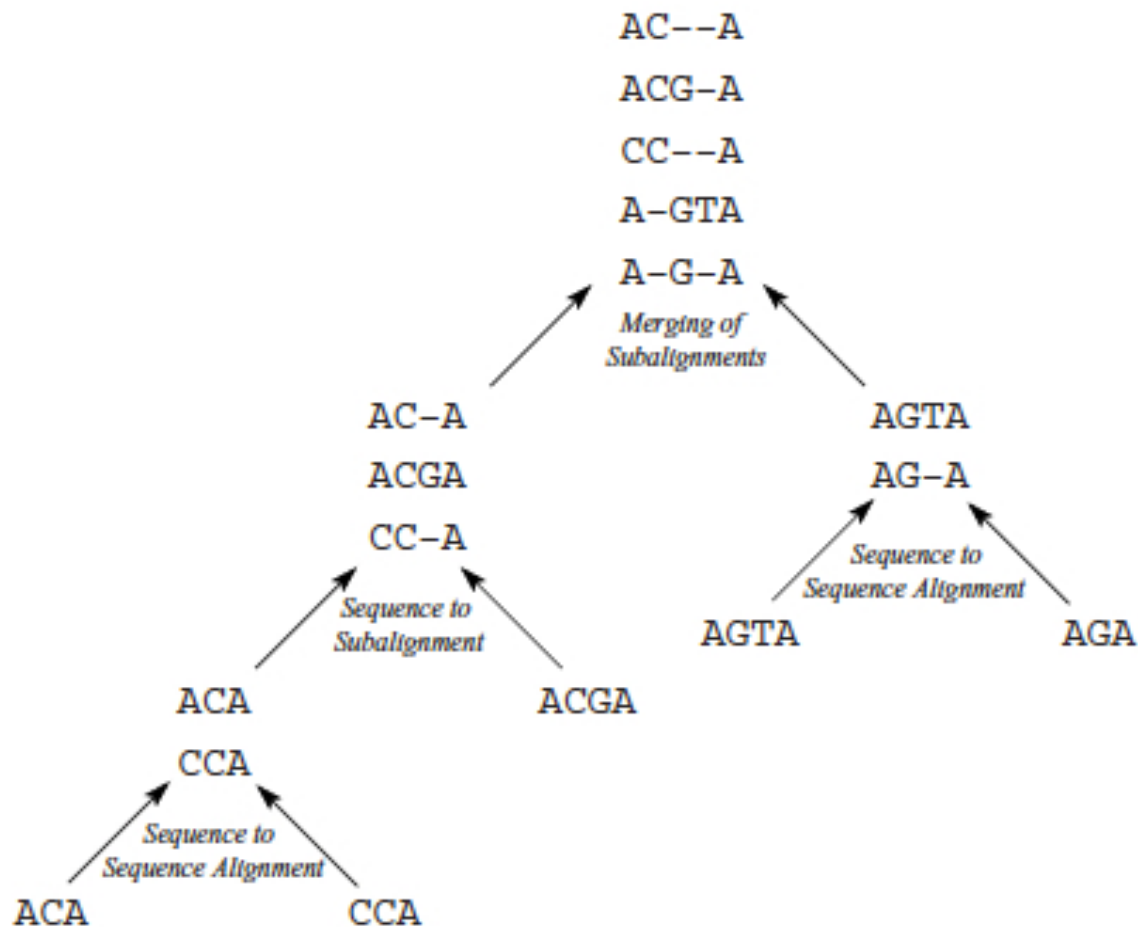 AC--A
ACG-A
CC--A
A-GTA
A-G-A
Merging of
Subalignments
AC-A
ACGA
CC-A
AGTA
AG-A
Sequence to
Subalignment
Sequence to
Sequence Alignment
AGTA
AGA
ACA
CCA
ACGA
Sequence to
Sequence Alignment
ACA
CCA